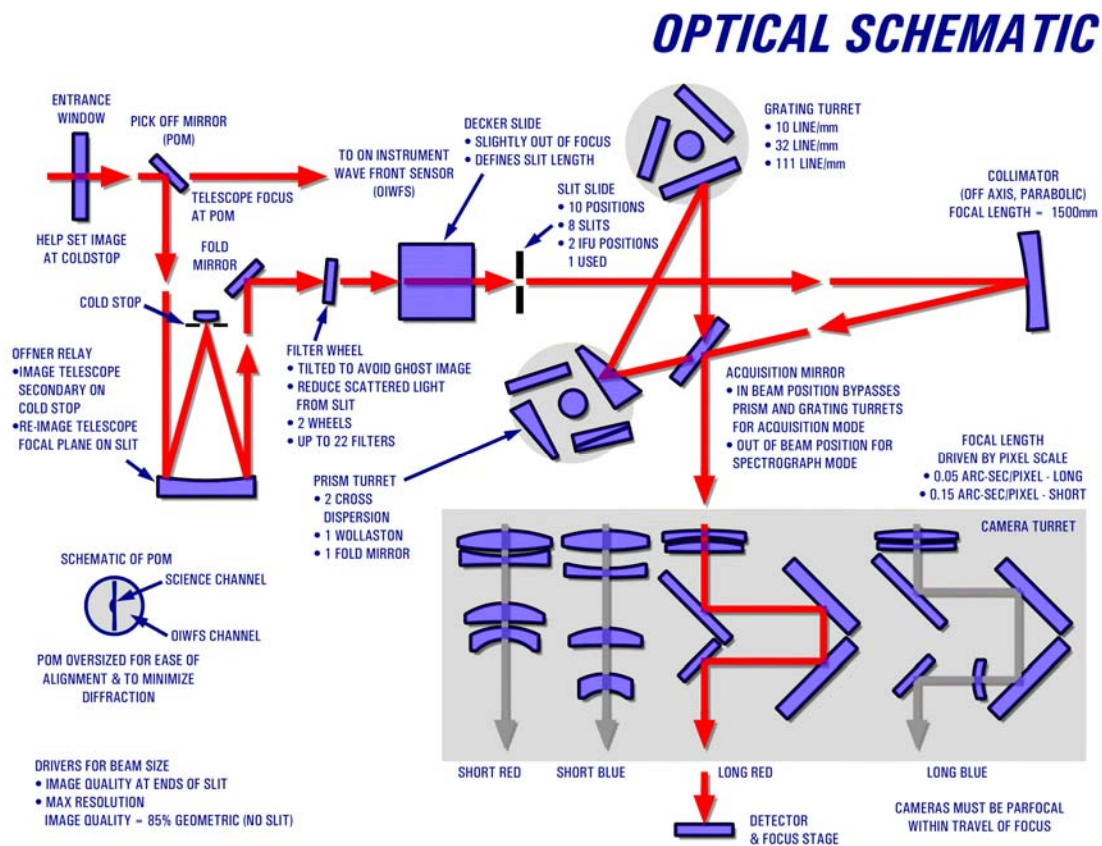 OPTICAL SCHEMATIC
ENTRANCE
WINDOW
PICK OFF MIRROR
(POM)
TO ON INSTRUMENT
WAVE FRONT SENSOR
(OIWFS)
TELESCOPE FOCUS
AT POM
HELP SET IMAGE
AT COLDSTOP
FOLD
MIRROR
COLD STOP
DECKER SLIDE
• SLIGHTLY OUT OF FOCUS
• DEFINES SLIT LENGTH
SLIT SLIDE
• 10 POSITIONS
• 8 SLITS
• 2 IFU POSITIONS
1 USED
GRATING TURRET
• 10 LINE/mm
• 32 LINE/mm
• 111 LINE/mm
COLLIMATOR
(OFF AXIS, PARABOLIC)
FOCAL LENGTH = 1500mm
OFFNER RELAY
•IMAGE TELESCOPE
SECONDARY ON
COLD STOP
•RE-IMAGE TELESCOPE
FOCAL PLANE ON SLIT
FILTER WHEEL
• TILTED TO AVOID GHOST IMAGE
• REDUCE SCATTERED LIGHT
FROM SLIT
• 2 WHEELS
• UP TO 22 FILTERS
ACQUISITION MIRROR
• IN BEAM POSITION BYPASSES
PRISM AND GRATING TURRETS
FOR ACQUISITION MODE
• OUT OF BEAM POSITION FOR
SPECTROGRAPH MODE
PRISM TURRET
• 2 CROSS
DISPERSION
• 1 WOLLASTON
• 1 FOLD MIRROR
FOCAL LENGTH
DRIVEN BY PIXEL SCALE
• 0.05 ARC-SEC/PIXEL - LONG
• 0.15 ARC-SEC/PIXEL - SHORT
CAMERA TURRET
SCHEMATIC OF POM
SCIENCE CHANNEL
OIWFS CHANNEL
POM OVERSIZED FOR EASE OF
ALIGNMENT & TO MINIMIZE
DIFFRACTION
SHORT RED
SHORT BLUE
LONG RED
LONG BLUE
DRIVERS FOR BEAM SIZE
• IMAGE QUALITY AT ENDS OF SLIT
• MAX RESOLUTION
IMAGE QUALITY = 85% GEOMETRIC (NO SLIT)
DETECTOR
& FOCUS STAGE
CAMERAS MUST BE PARFOCAL
WITHIN TRAVEL OF FOCUS